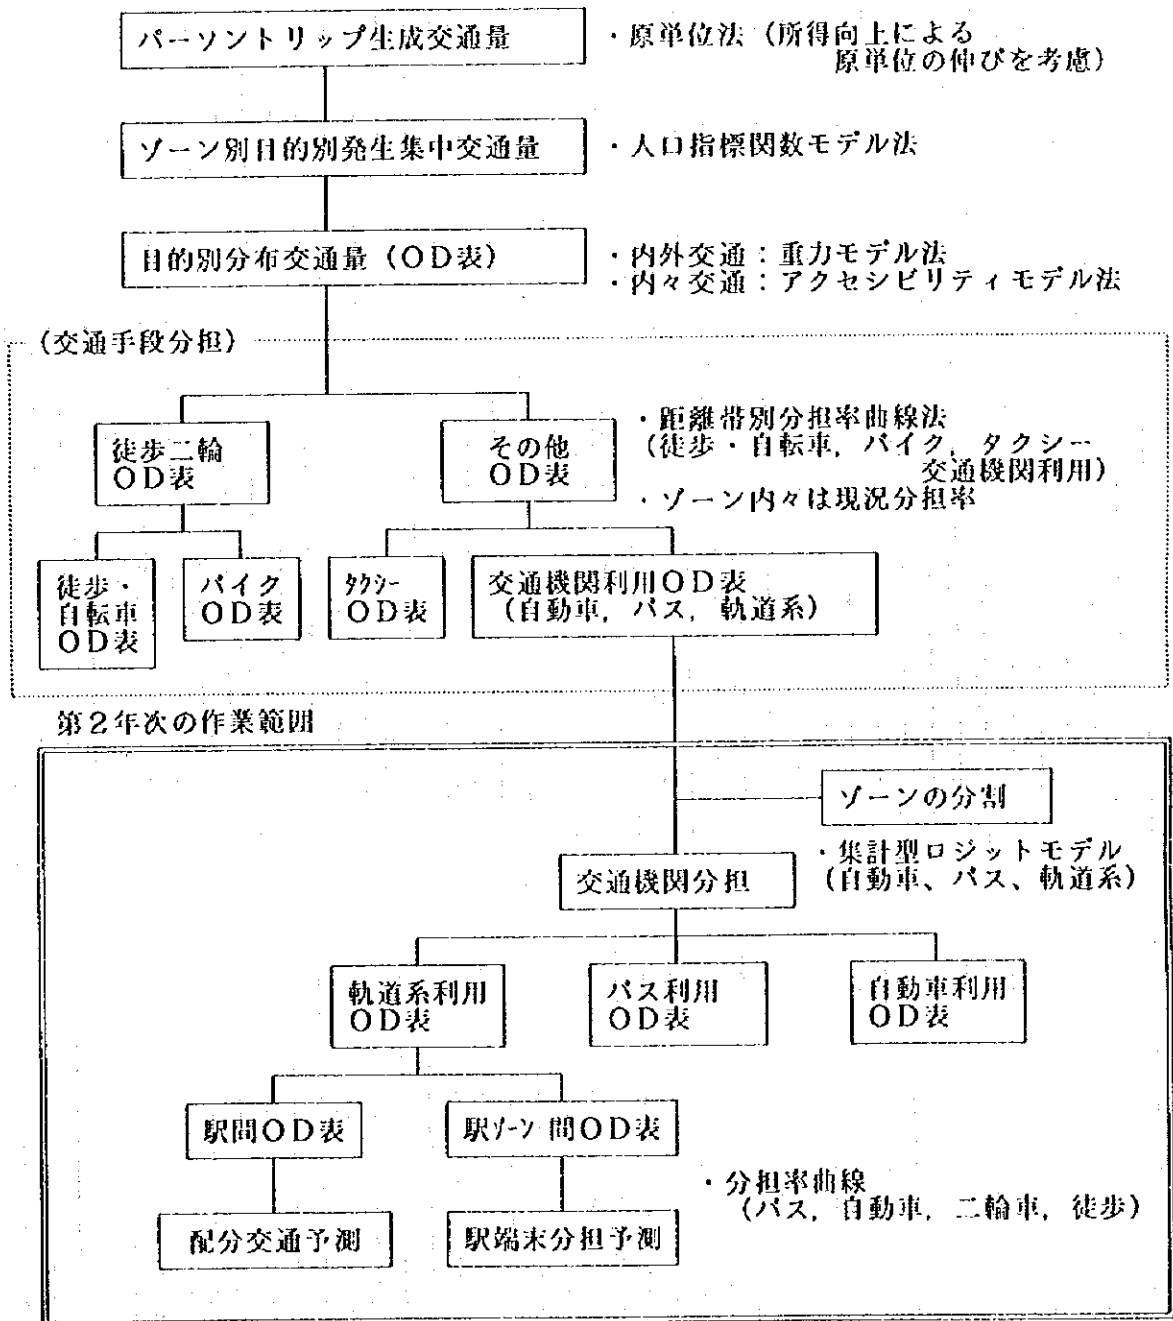 パーソントリップ生成交通量
・原単位法（所得向上による
原単位の伸びを考慮）
ゾーン別目的別発生集中交通量
・人口指標関数モデル法
目的別分布交通量（ＯＤ表）
・内外交通：重力モデル法
・内々交通：アクセシビリティモデル法
（交通手段分担）
徒歩二輪
ＯＤ表
その他
ＯＤ表
・距離帯別分担率曲線法
（徒歩・自転車，バイク，タクシー
交通機関利用）
・ゾーン内々は現況分担率
徒歩・
自転車
ＯＤ表
バイク
ＯＤ表
ﾀｸｼｰ
ＯＤ表
交通機関利用ＯＤ表
（自動車，バス，軌道系）
第２年次の作業範囲
ゾーンの分割
交通機関分担
・集計型ロジットモデル
（自動車、バス、軌道系）
軌道系利用
ＯＤ表
バス利用
ＯＤ表
自動車利用
ＯＤ表
駅間ＯＤ表
駅ｿﾞｰﾝ 間ＯＤ表
・分担率曲線
（バス，自動車，二輪車，徒歩）
配分交通予測
駅端末分担予測